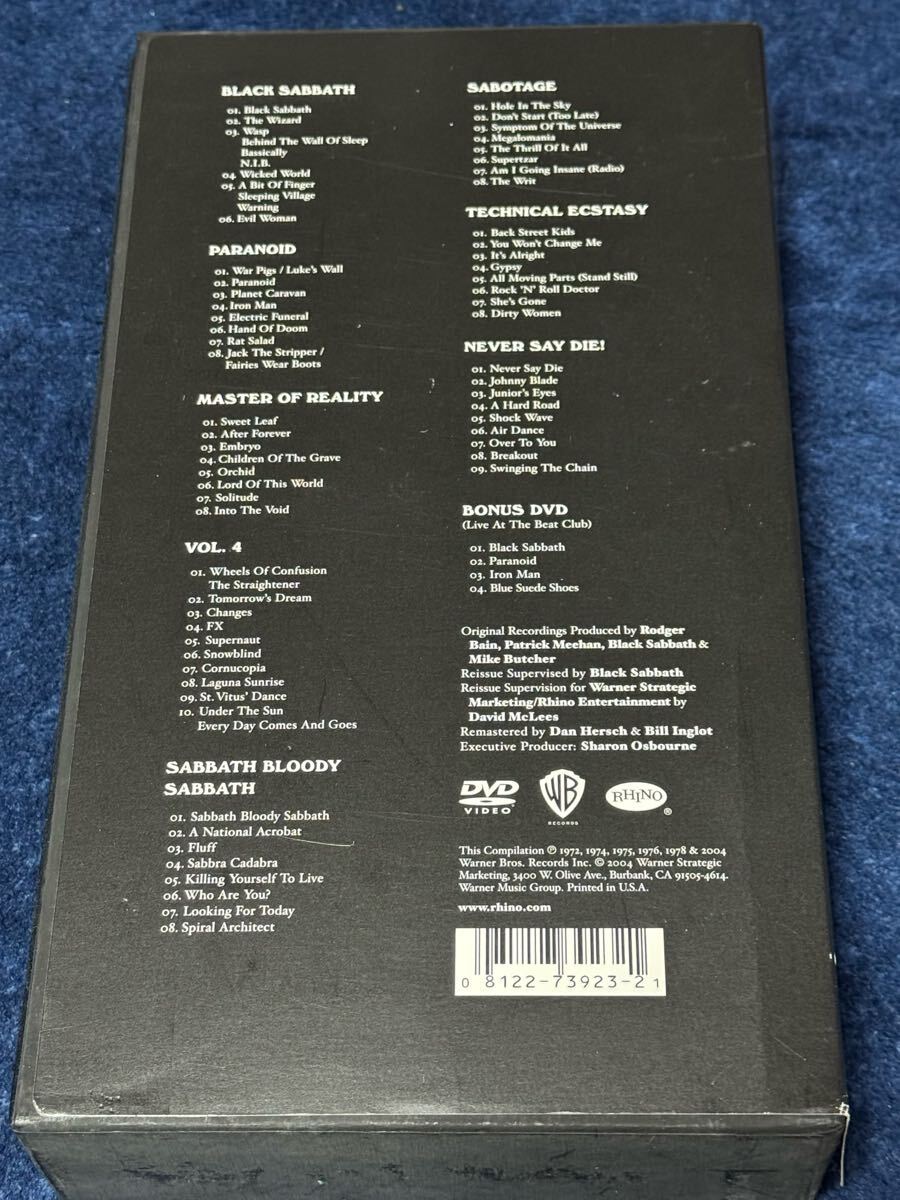 BLACK SABBATH
01. Black Sabbath
02. The Wizard
03. Wasp
Behind The Wall Of Sleep
Bassically
N.I.B.
04. Wicked World
05. A Bit Of Finger
Sleeping Village
Warning
06. Evil Woman
PARANOID
01. War Pigs / Luke's Wall
02. Paranoid
03. Planet Caravan
04. Iron Man
05. Electric Funeral
06. Hand Of Doom
07. Rat Salad
08. Jack The Stripper /
Fairies Wear Boots
MASTER OF REALITY
01. Sweet Leaf
02. After Forever
03. Embryo
04. Children Of The Grave
05. Orchid
06. Lord Of This World
07. Solitude
08. Into The Void
VOL. 4
01. Wheels Of Confusion
The Straightener
02. Tomorrow's Dream
03. Changes
04. FX
05. Supernaut
06. Snowblind
07. Cornucopia
08. Laguna Sunrise
09. St. Vitus' Dance
10. Under The Sun
Every Day Comes And Goes
SABBATH BLOODY
SABBATH
01. Sabbath Bloody Sabbath
02. A National Acrobat
03. Fluff
04. Sabbra Cadabra
05. Killing Yourself To Live
06. Who Are You?
07. Looking For Today
08. Spiral Architect
SABOTAGE
01. Hole In The Sky
02. Don't Start (Too Late)
03. Symptom Of The Universe
04. Megalomania
05. The Thrill Of It All
06. Supertzar
07. Am I Going Insane (Radio)
08. The Writ
TECHNICAL ECSTASY
01. Back Street Kids
02. You Won't Change Me
03. It's Alright
04. Gypsy
05. All Moving Parts (Stand Still)
06. Rock 'N' Roll Doctor
07. She's Gone
08. Dirty Women
NEVER SAY DIE!
01. Never Say Die
02. Johnny Blade
03. Junior's Eyes
04. A Hard Road
05. Shock Wave
06. Air Dance
07. Over To You
08. Breakout
09. Swinging The Chain
BONUS DVD
(Live At The Beat Club)
01. Black Sabbath
02. Paranoid
03. Iron Man
04. Blue Suede Shoes
Original Recordings Produced by Rodger
Bain, Patrick Meehan, Black Sabbath &
Mike Butcher
Reissue Supervised by Black Sabbath
Reissue Supervision for Warner Strategic
Marketing/Rhino Entertainment by
David McLees
Remastered by Dan Hersch & Bill Inglot
Executive Producer: Sharon Osbourne
DVD
VIDEO
WB
RECORDS
RHINO
®
This Compilation ℗ 1972, 1974, 1975, 1976, 1978 & 2004
Warner Bros. Records Inc. © 2004 Warner Strategic
Marketing, 3400 W. Olive Ave., Burbank, CA 91505-4614.
Warner Music Group. Printed in U.S.A.
www.rhino.com
0 8122-73923-2 1